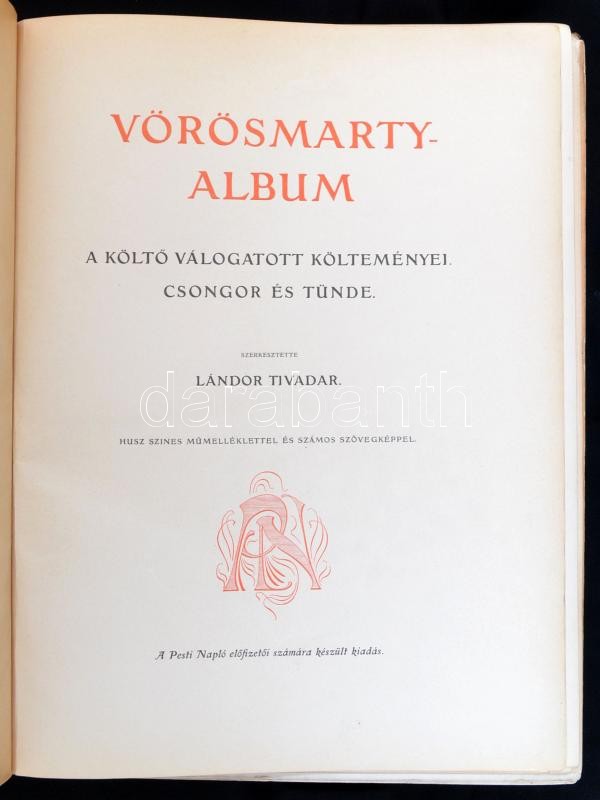 VÖRÖSMARTY-
ALBUM
A KÖLTŐ VÁLOGATOTT KÖLTEMÉNYEI.
CSONGOR ÉS TÜNDE.
SZERKESZTETTE
LÁNDOR TIVADAR.
darabanth
HUSZ SZINES MŰMELLÉKLETTEL ÉS SZÁMOS SZÖVEGKÉPPEL.
A Pesti Napló előfizetői számára készült kiadás.